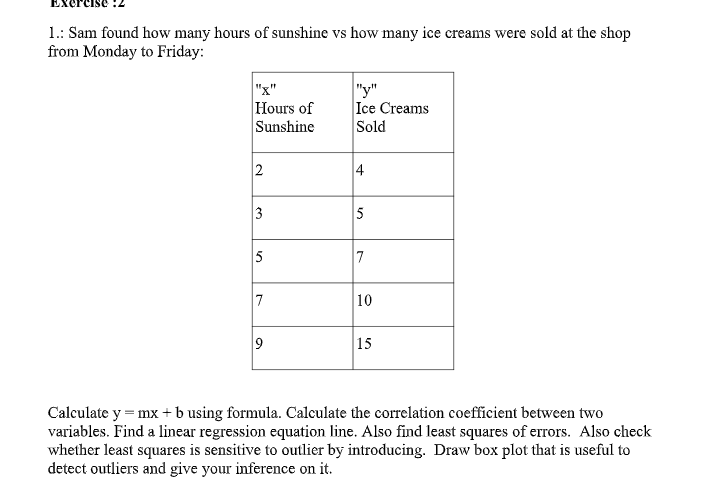 Exercise :2
1.: Sam found how many hours of sunshine vs how many ice creams were sold at the shop
from Monday to Friday:
"x" "y"
Hours of Ice Creams
Sunshine Sold
2 4
3 5
5 7
7 10
9 15
Calculate y = mx + b using formula. Calculate the correlation coefficient between two
variables. Find a linear regression equation line. Also find least squares of errors. Also check
whether least squares is sensitive to outlier by introducing. Draw box plot that is useful to
detect outliers and give your inference on it.